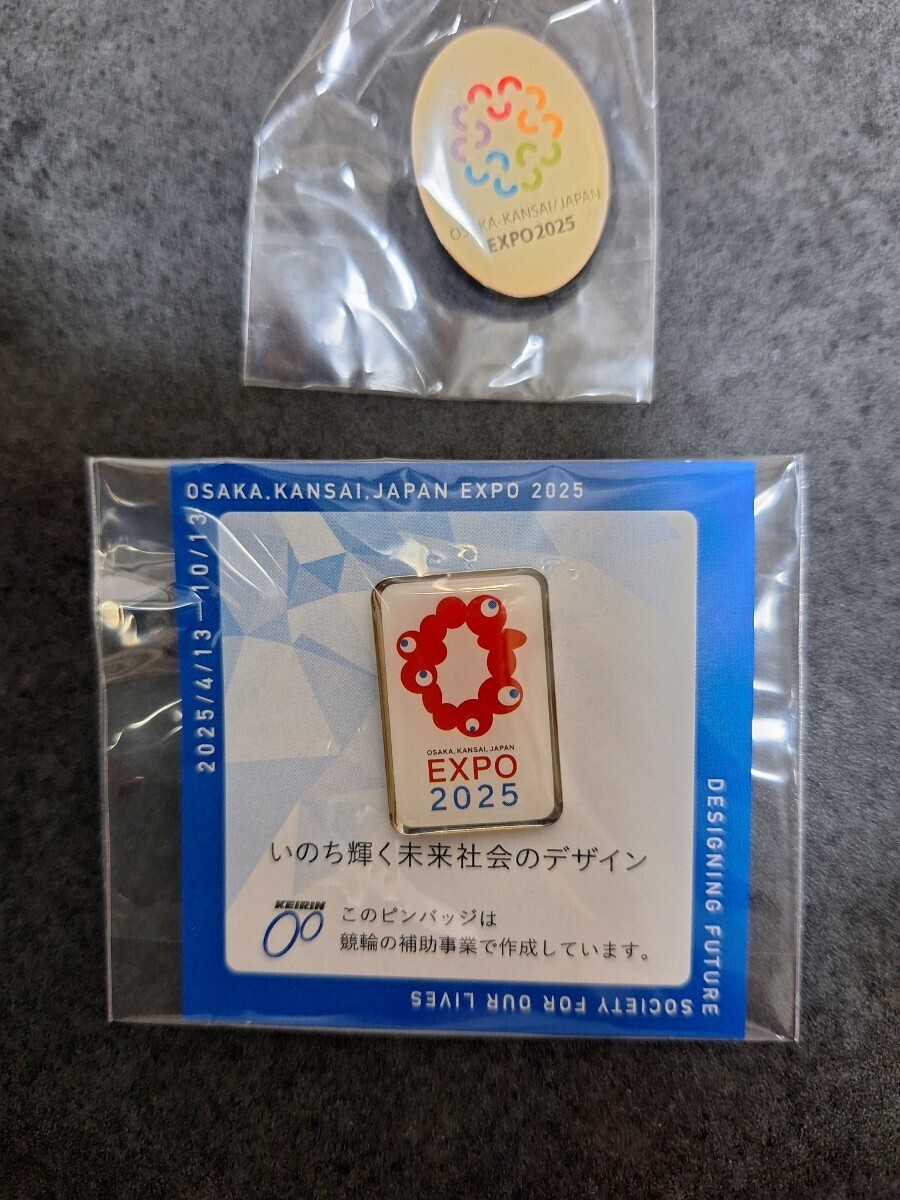 OSAKA-KANSAI/JAPAN
EXPO2025
OSAKA,KANSAI,JAPAN EXPO 2025
2025/4/13—10/13
OSAKA, KANSAI, JAPAN
EXPO
2025
いのち輝く未来社会のデザイン
KEIRIN
このピンバッジは
競輪の補助事業で作成しています。
DESIGNING FUTURE
SOCIETY FOR OUR LIVES